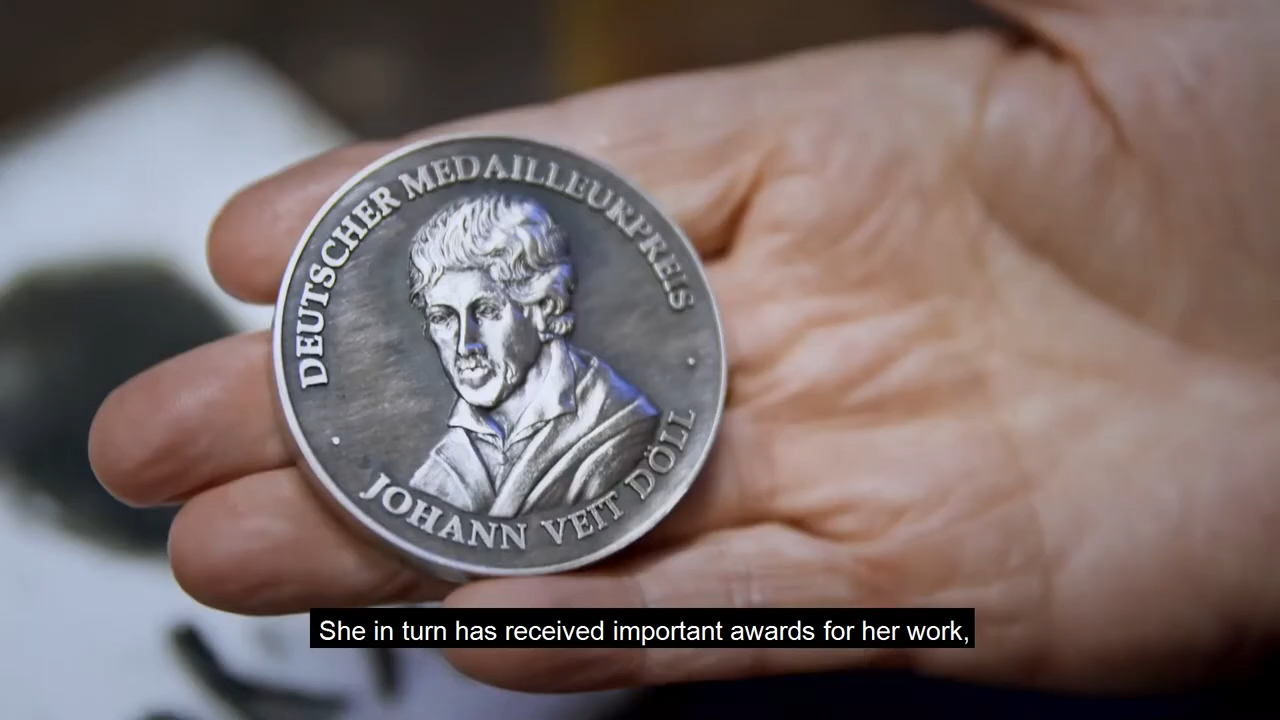 DEUTSCHER MEDAILLEURPREIS
JOHANN VEIT DÖLL
She in turn has received important awards for her work,